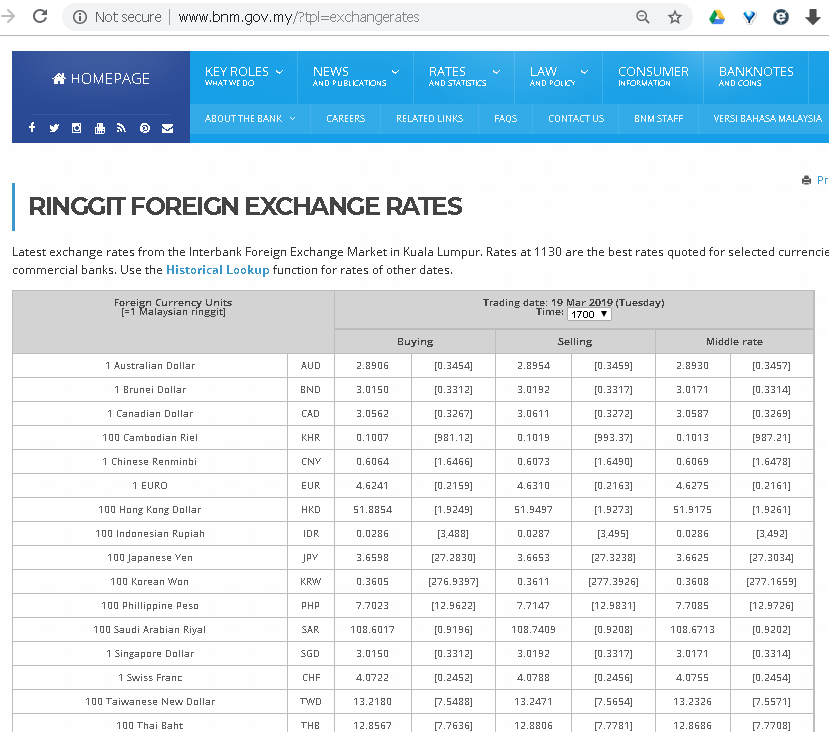 Not secure | www.bnm.gov.my/?tpl=exchangerates
HOMEPAGE
KEY ROLES
WHAT WE DO
NEWS
AND PUBLICATIONS
RATES
AND STATISTICS
LAW
AND POLICY
CONSUMER
INFORMATION
BANKNOTES
AND COINS
ABOUT THE BANK CAREERS RELATED LINKS FAQS CONTACT US BNM STAFF VERSI BAHASA MALAYSIA
Pr
RINGGIT FOREIGN EXCHANGE RATES
Latest exchange rates from the Interbank Foreign Exchange Market in Kuala Lumpur. Rates at 1130 are the best rates quoted for selected currencie
commercial banks. Use the Historical Lookup function for rates of other dates.
Foreign Currency Units
[=1 Malaysian ringgit]
Trading date: 19 Mar 2019 (Tuesday)
Time: 1700
Buying Selling Middle rate
1 Australian Dollar AUD 2.8906 [0.3454] 2.8954 [0.3459] 2.8930 [0.3457]
1 Brunei Dollar BND 3.0150 [0.3312] 3.0192 [0.3317] 3.0171 [0.3314]
1 Canadian Dollar CAD 3.0562 [0.3267] 3.0611 [0.3272] 3.0587 [0.3269]
100 Cambodian Riel KHR 0.1007 [981.12] 0.1019 [993.37] 0.1013 [987.21]
1 Chinese Renminbi CNY 0.6064 [1.6466] 0.6073 [1.6490] 0.6069 [1.6478]
1 EURO EUR 4.6241 [0.2159] 4.6310 [0.2163] 4.6275 [0.2161]
100 Hong Kong Dollar HKD 51.8854 [1.9249] 51.9497 [1.9273] 51.9175 [1.9261]
100 Indonesian Rupiah IDR 0.0286 [3,488] 0.0287 [3,495] 0.0286 [3,492]
100 Japanese Yen JPY 3.6598 [27.2830] 3.6653 [27.3238] 3.6625 [27.3034]
100 Korean Won KRW 0.3605 [276.9397] 0.3611 [277.3926] 0.3608 [277.1659]
100 Phillippine Peso PHP 7.7023 [12.9622] 7.7147 [12.9831] 7.7085 [12.9726]
100 Saudi Arabian Riyal SAR 108.6017 [0.9196] 108.7409 [0.9208] 108.6713 [0.9202]
1 Singapore Dollar SGD 3.0150 [0.3312] 3.0192 [0.3317] 3.0171 [0.3314]
1 Swiss Franc CHF 4.0722 [0.2452] 4.0788 [0.2456] 4.0755 [0.2454]
100 Taiwanese New Dollar TWD 13.2180 [7.5488] 13.2471 [7.5654] 13.2326 [7.5571]
100 Thai Baht THB 12.8567 [7.7636] 12.8806 [7.7781] 12.8686 [7.7708]